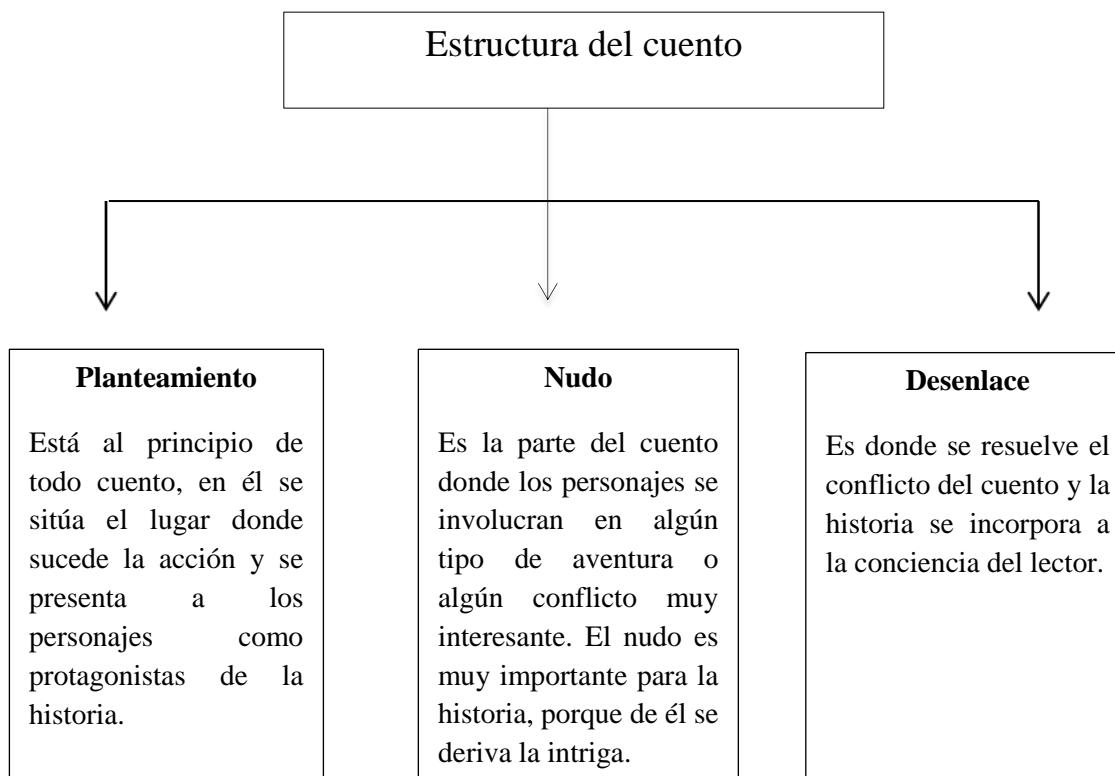 Estructura del cuento
Planteamiento
Está al principio de
todo cuento, en él se
sitúa el lugar donde
sucede la acción y se
presenta a los
personajes como
protagonistas de la
historia.
Nudo
Es la parte del cuento
donde los personajes se
involucran en algún
tipo de aventura o
algún conflicto muy
interesante. El nudo es
muy importante para la
historia, porque de él se
deriva la intriga.
Desenlace
Es donde se resuelve el
conflicto del cuento y la
historia se incorpora a
la conciencia del lector.